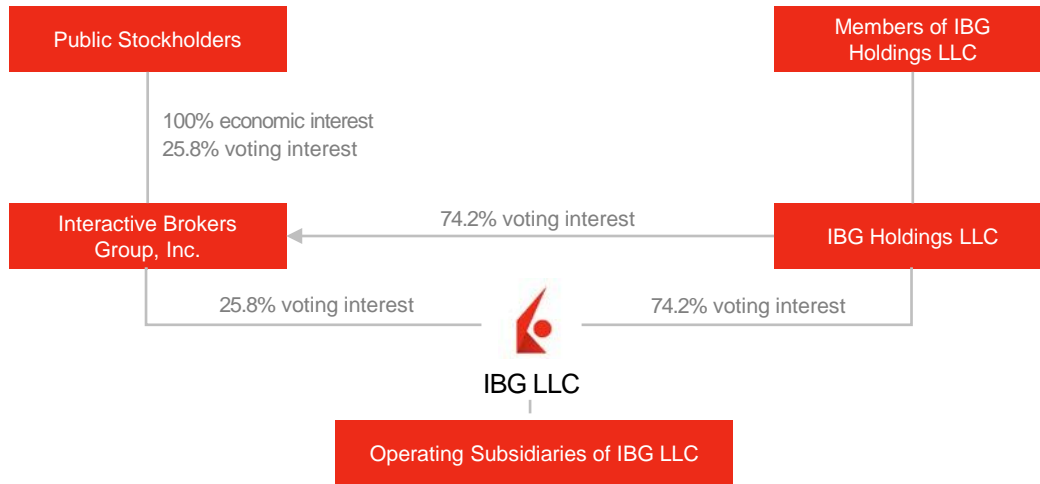 Public Stockholders
Members of IBG
Holdings LLC
100% economic interest
25.8% voting interest
Interactive Brokers
Group, Inc.
74.2% voting interest
IBG Holdings LLC
25.8% voting interest
74.2% voting interest
IBG LLC
Operating Subsidiaries of IBG LLC